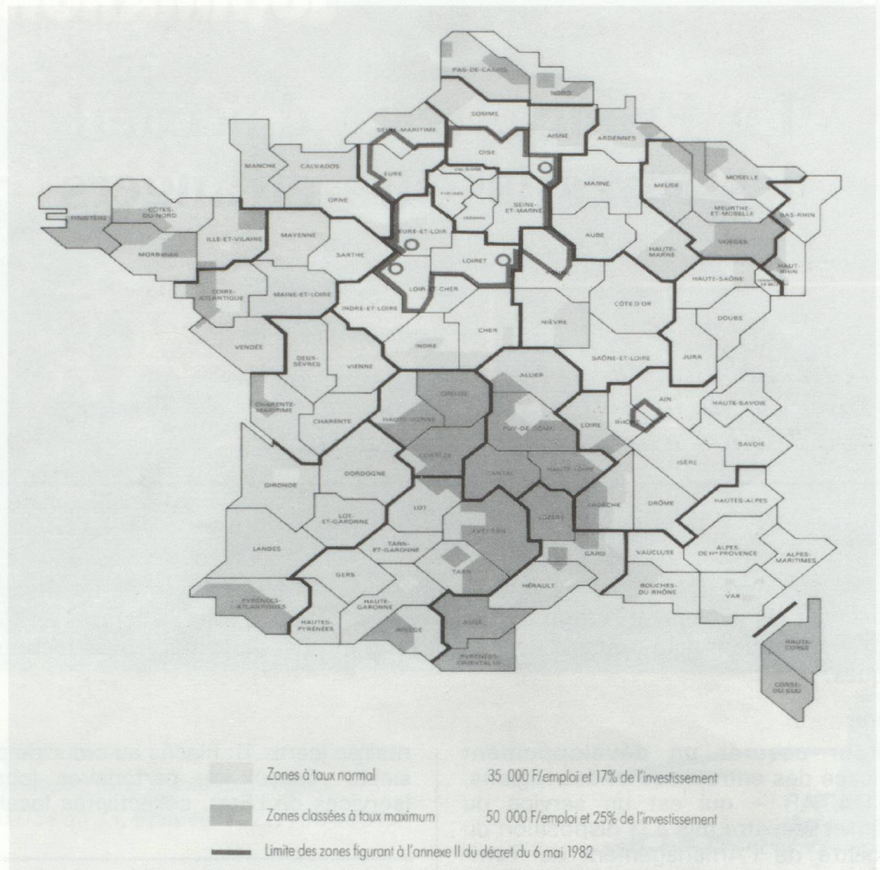 PAS-DE-CALAIS
NORD
SOMME
SEINE-MARITIME
AISNE
ARDENNES
OISE
MANCHE
CALVADOS
EURE
MARNE
MEUSE
MOSELLE
ORNE
SEINE-
ET-MARNE
MEURTHE-
ET-MOSELLE
BAS-RHIN
FINISTÈRE
CÔTES-
DU-NORD
ILLE-ET-VILAINE
MAYENNE
EURE-ET-LOIR
AUBE
VOSGES
MORBIHAN
SARTHE
LOIRET
HAUTE-
MARNE
HAUT-
RHIN
LOIRE-
ATLANTIQUE
MAINE-ET-LOIRE
LOIR-ET-CHER
HAUTE-SAÔNE
INDRE-ET-LOIRE
CÔTE D'OR
DOUBS
VENDÉE
DEUX-
SÈVRES
VIENNE
INDRE
CHER
NIÈVRE
SAÔNE-ET-LOIRE
JURA
ALLIER
CREUSE
CHARENTE-
MARITIME
CHARENTE
HAUTE-VIENNE
PUY-DE-DÔME
LOIRE
RHÔNE
AIN
HAUTE-SAVOIE
SAVOIE
CORRÈZE
ISÈRE
GIRONDE
DORDOGNE
CANTAL
HAUTE-LOIRE
LOT
LOZÈRE
ARDÈCHE
DRÔME
HAUTES-ALPES
LOT-
ET-GARONNE
AVEYRON
LANDES
TARN-
ET-GARONNE
GARD
VAUCLUSE
ALPES
DE Hte PROVENCE
ALPES-
MARITIMES
GERS
TARN
HÉRAULT
BOUCHES-
DU RHÔNE
VAR
PYRÉNÉES-
ATLANTIQUES
HAUTES-
PYRÉNÉES
HAUTE-
GARONNE
ARIÈGE
AUDE
PYRÉNÉES
ORIENTALES
HAUTE-
CORSE
CORSE-
DU SUD
Zones à taux normal 35 000 F/emploi et 17% de l'investissement
Zones classées à taux maximum 50 000 F/emploi et 25% de l'investissement
Limite des zones figurant à l'annexe II du décret du 6 mai 1982